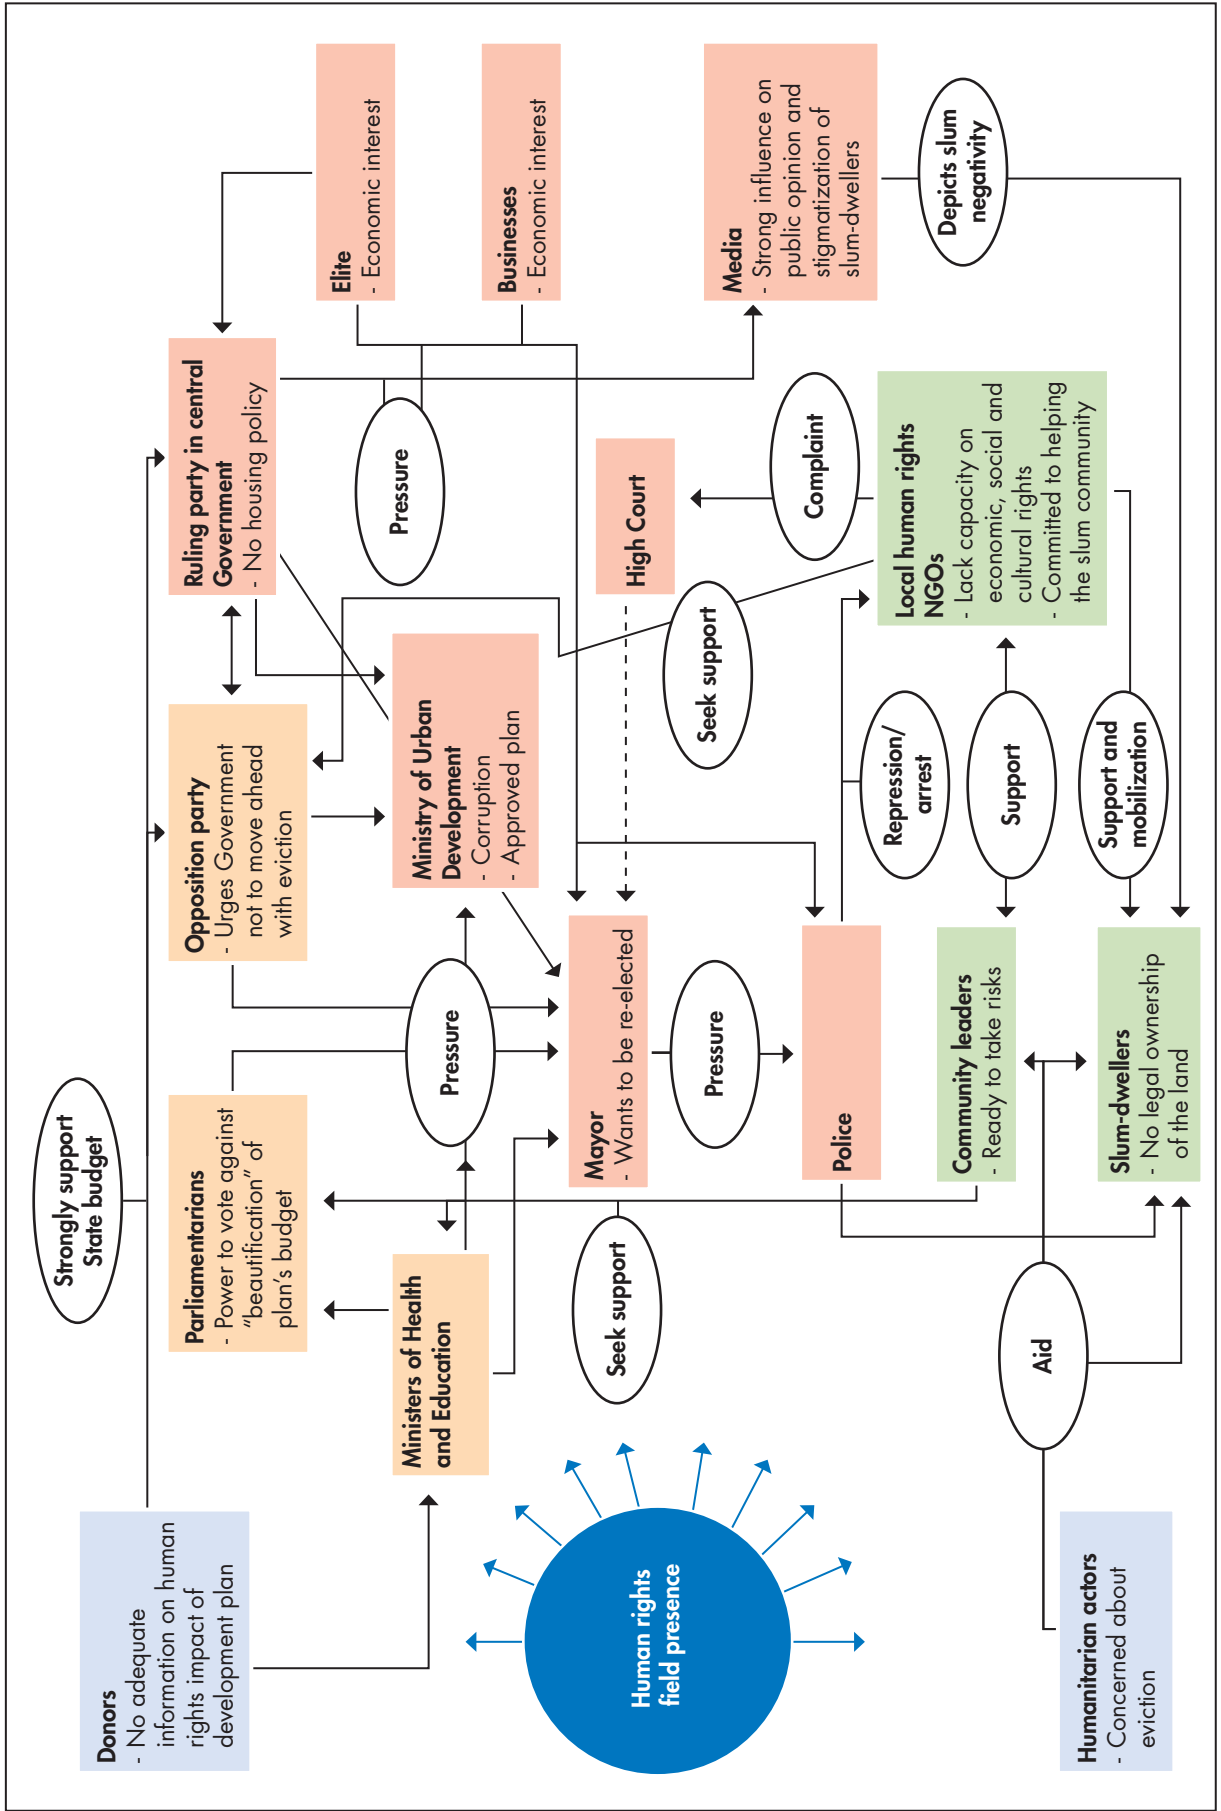 Donors
- No adequate
information on human
rights impact of
development plan
Strongly support
State budget
Parliamentarians
- Power to vote against
"beautification" of
plan's budget
Opposition party
- Urges Government
not to move ahead
with eviction
Ruling party in central
Government
- No housing policy
Elite
- Economic interest
Businesses
- Economic interest
Pressure
Ministers of Health
and Education
Pressure
Ministry of Urban
Development
- Corruption
- Approved plan
High Court
Media
- Strong influence on
public opinion and
stigmatization of
slum-dwellers
Depicts slum
negativity
Seek support
Mayor
- Wants to be re-elected
Pressure
Seek support
Complaint
Human rights
field presence
Police
Repression/
arrest
Local human rights
NGOs
- Lack capacity on
economic, social and
cultural rights
- Committed to helping
the slum community
Community leaders
- Ready to take risks
Support
Aid
Support and
mobilization
Humanitarian actors
- Concerned about
eviction
Slum-dwellers
- No legal ownership
of the land